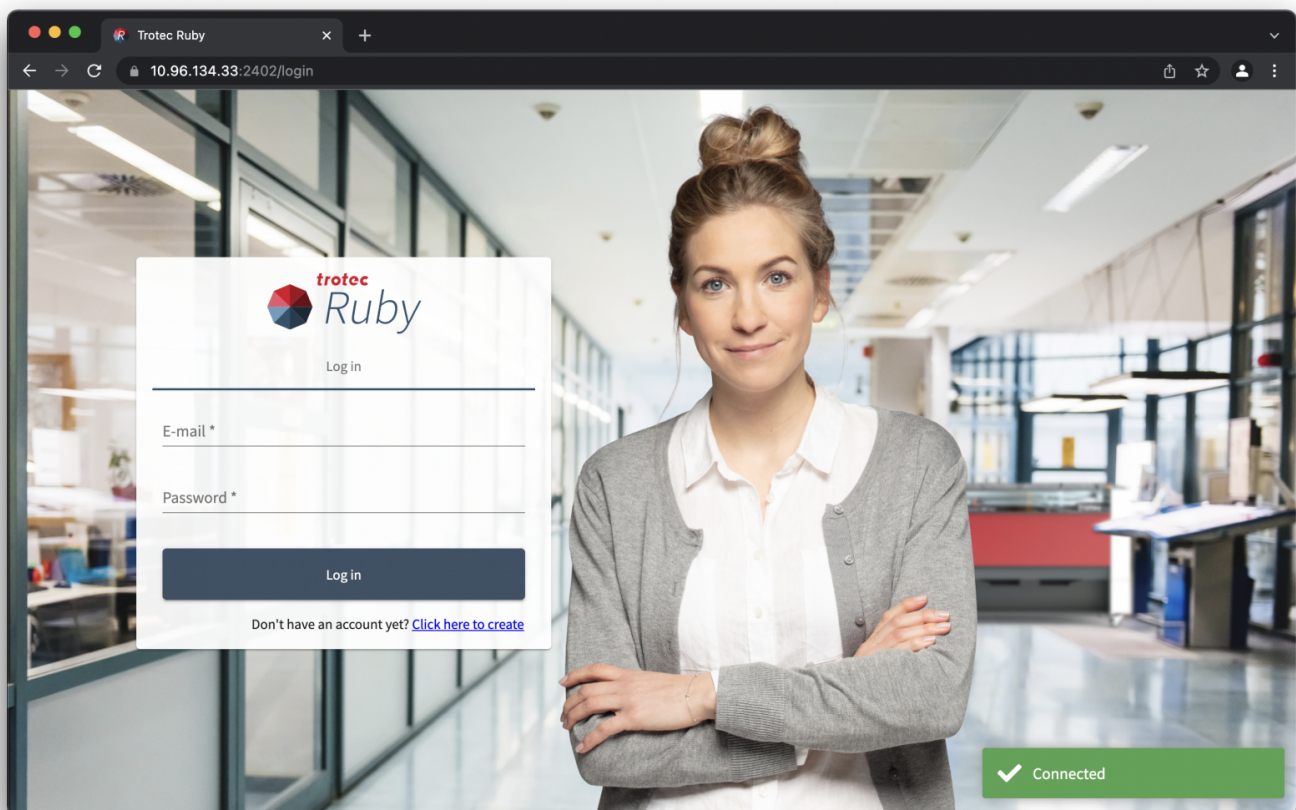 Trotec Ruby
10.96.134.33:2402/login
trotec
Ruby
Log in
E-mail *
Password *
Log in
Don't have an account yet? Click here to create
Connected